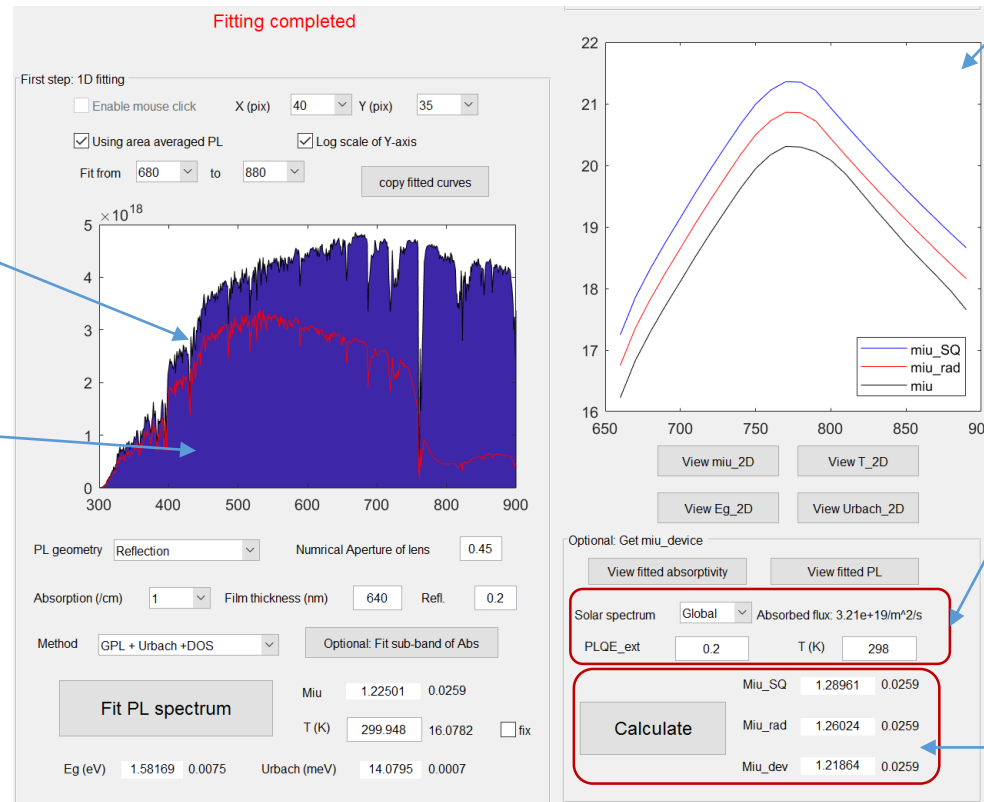 Fitting completed
First step: 1D fitting
Enable mouse click X (pix) 40 Y (pix) 35
Using area averaged PL Log scale of Y-axis
Fit from 680 to 880
copy fitted curves
×10^18
5
4
3
2
1
0
300 400 500 600 700 800 900
PL geometry Reflection Numrical Aperture of lens 0.45
Absorption (/cm) 1 Film thickness (nm) 640 Refl. 0.2
Method GPL + Urbach +DOS Optional: Fit sub-band of Abs
Fit PL spectrum
Miu 1.22501 0.0259
T (K) 299.948 16.0782 fix
Eg (eV) 1.58169 0.0075 Urbach (meV) 14.0795 0.0007
22
21
20
19
18
17
16
miu_SQ
miu_rad
miu
650 700 750 800 850 90
View miu_2D View T_2D
View Eg_2D View Urbach_2D
Optional: Get miu_device
View fitted absorptivity View fitted PL
Solar spectrum Global Absorbed flux: 3.21e+19/m^2/s
PLQE_ext 0.2 T (K) 298
Calculate
Miu_SQ 1.28961 0.0259
Miu_rad 1.26024 0.0259
Miu_dev 1.21864 0.0259